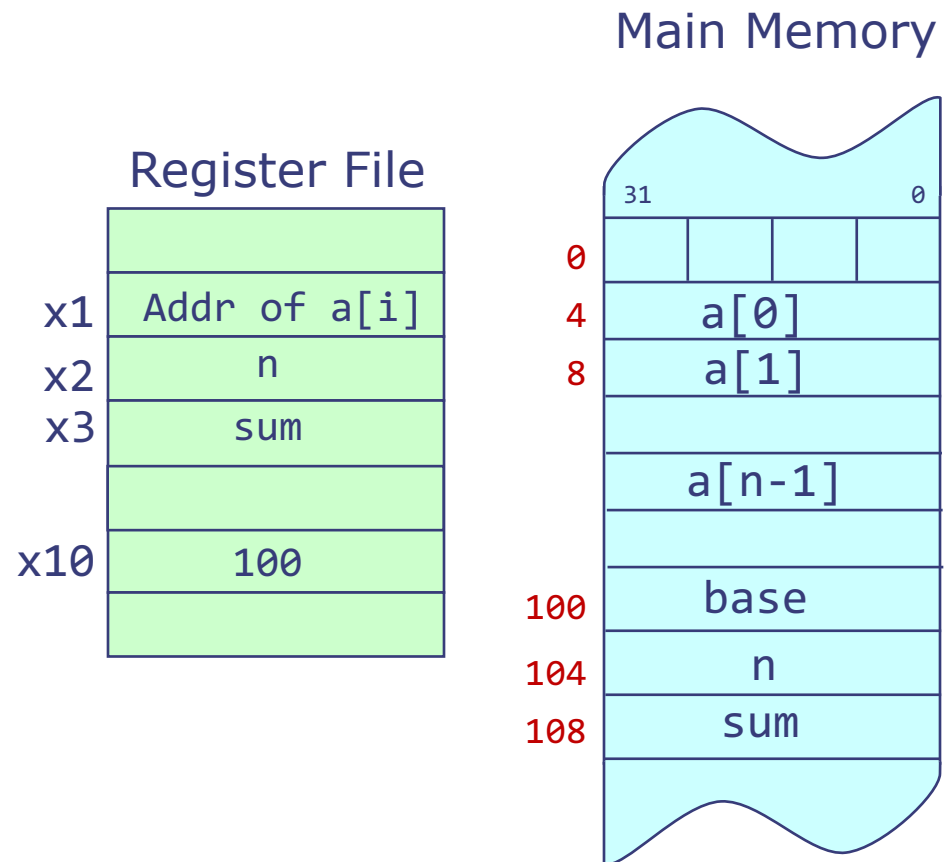 Main Memory
Register File
x1 Addr of a[i]
x2 n
x3 sum
x10 100
31 0
0
4 a[0]
8 a[1]
a[n-1]
100 base
104 n
108 sum